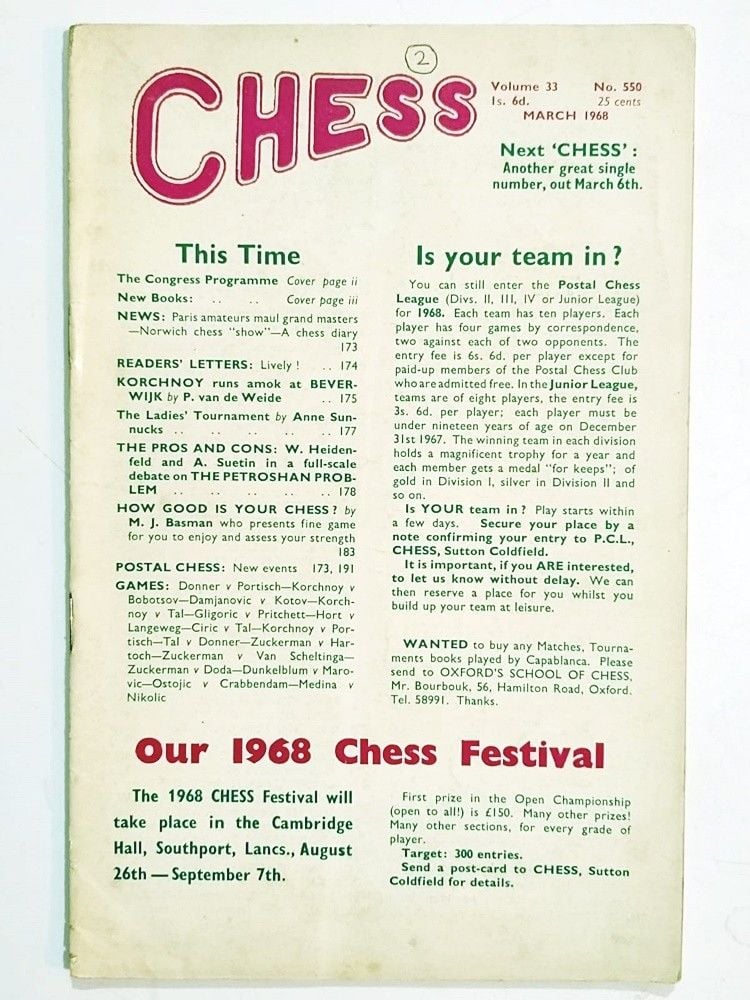 2
CHESS
Volume 33 No. 550
1s. 6d. 25 cents
MARCH 1968
Next 'CHESS' :
Another great single
number, out March 6th.
This Time
The Congress Programme Cover page ii
New Books: .. .. Cover page iii
NEWS: Paris amateurs maul grand masters
—Norwich chess "show"—A chess diary
173
READERS' LETTERS: Lively ! .. 174
KORCHNOY runs amok at BEVER-
WIJK by P. van de Weide .. 175
The Ladies' Tournament by Anne Sun-
nucks .. .. .. .. .. 177
THE PROS AND CONS: W. Heiden-
feld and A. Suetin in a full-scale
debate on THE PETROSHAN PROB-
LEM .. .. .. .. .. 178
HOW GOOD IS YOUR CHESS ? by
M. J. Basman who presents fine game
for you to enjoy and assess your strength
183
POSTAL CHESS: New events 173, 191
GAMES: Donner v Portisch—Korchnoy v
Bobotsov—Damjanovic v Kotov—Korch-
noy v Tal—Gligoric v Pritchett—Hort v
Langeweg—Ciric v Tal—Korchnoy v Por-
tisch—Tal v Donner—Zuckerman v Har-
toch—Zuckerman v Van Scheltinga—
Zuckerman v Doda—Dunkelblum v Maro-
vic—Ostojic v Crabbendam—Medina v
Nikolic
Is your team in ?
You can still enter the Postal Chess
League (Divs. II, III, IV or Junior League)
for 1968. Each team has ten players. Each
player has four games by correspondence,
two against each of two opponents. The
entry fee is 6s. 6d. per player except for
paid-up members of the Postal Chess Club
who are admitted free. In the Junior League,
teams are of eight players, the entry fee is
3s. 6d. per player; each player must be
under nineteen years of age on December
31st 1967. The winning team in each division
holds a magnificent trophy for a year and
each member gets a medal "for keeps"; of
gold in Division I, silver in Division II and
so on.
Is YOUR team in ? Play starts within
a few days. Secure your place by a
note confirming your entry to P.C.L.,
CHESS, Sutton Coldfield.
It is important, if you ARE interested,
to let us know without delay. We can
then reserve a place for you whilst you
build up your team at leisure.
WANTED to buy any Matches, Tourna-
ments books played by Capablanca. Please
send to OXFORD'S SCHOOL OF CHESS,
Mr. Bourbouk, 56, Hamilton Road, Oxford.
Tel. 58991. Thanks.
Our 1968 Chess Festival
The 1968 CHESS Festival will
take place in the Cambridge
Hall, Southport, Lancs., August
26th — September 7th.
First prize in the Open Championship
(open to all!) is £150. Many other prizes!
Many other sections, for every grade of
player.
Target: 300 entries.
Send a post-card to CHESS, Sutton
Coldfield for details.